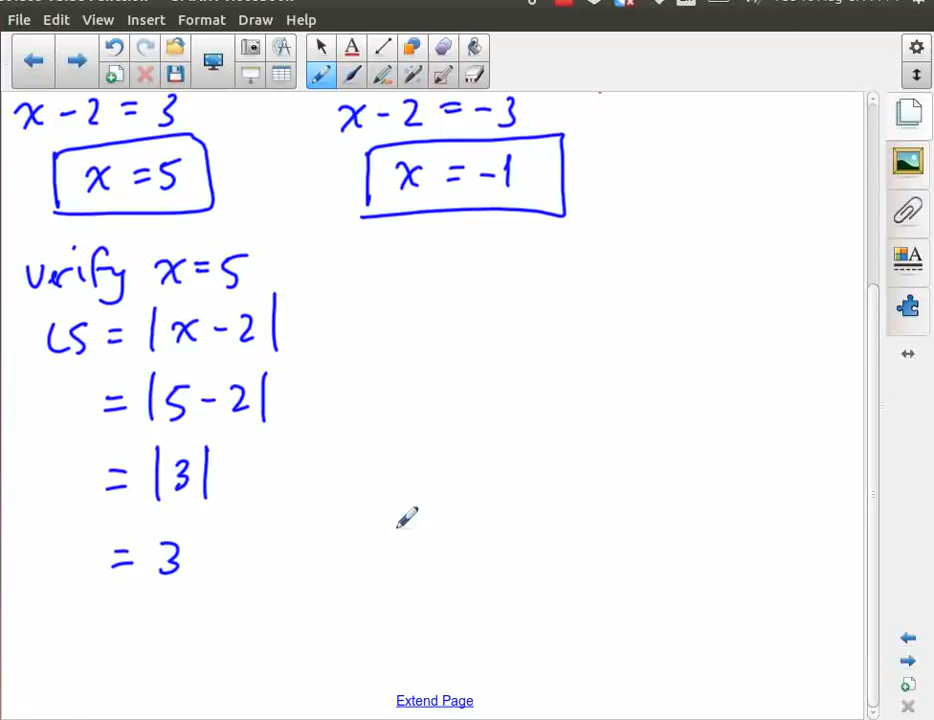 File Edit View Insert Format Draw Help
x - 2 = 3
x - 2 = -3
x = 5
x = -1
verify x = 5
LS = |x - 2|
= |5 - 2|
= |3|
= 3
Extend Page